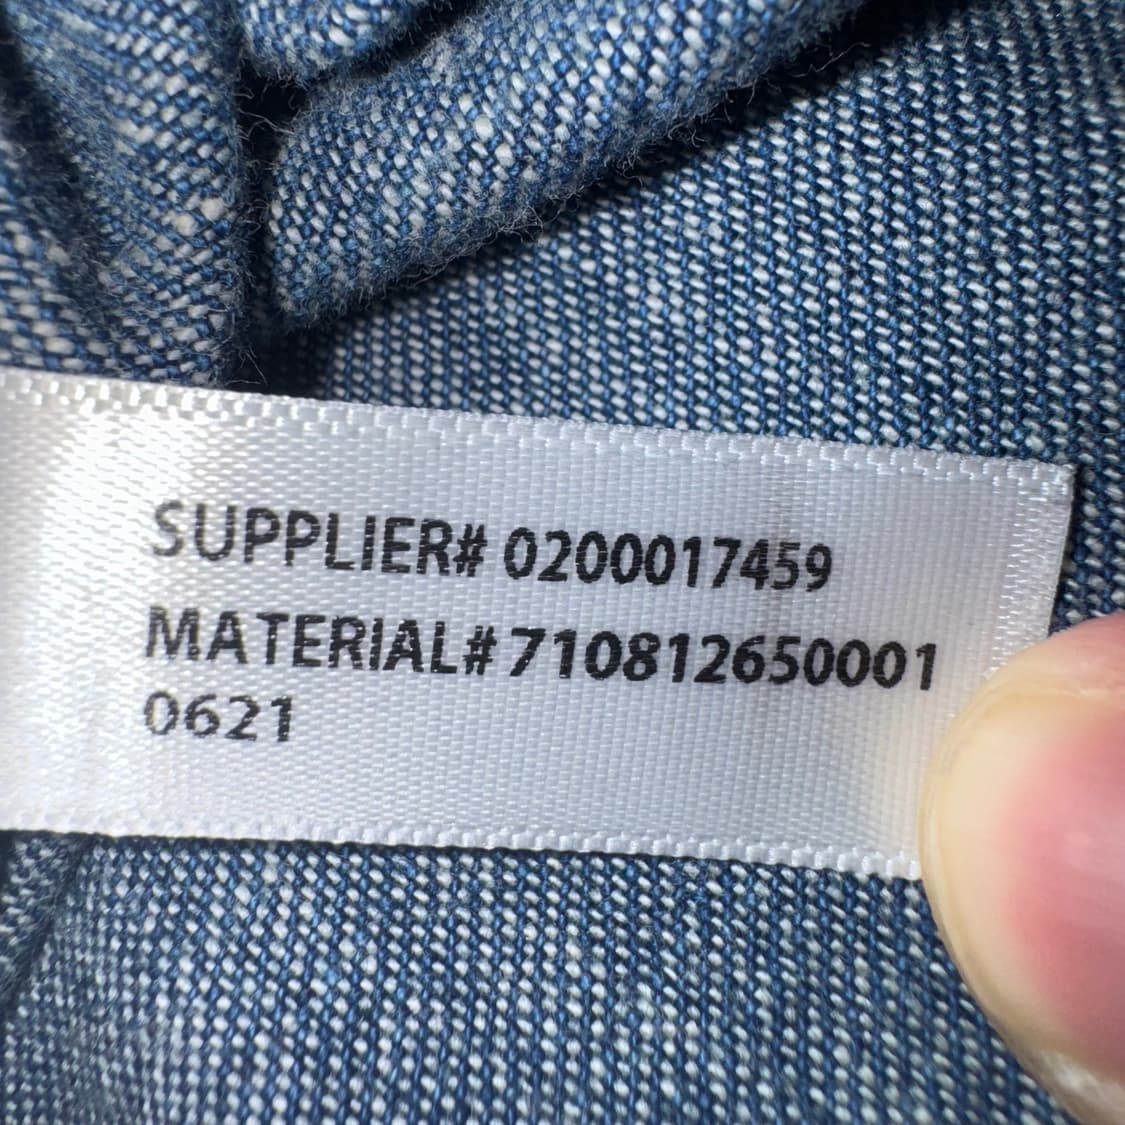 SUPPLIER# 0200017459
MATERIAL# 710812650001
0621